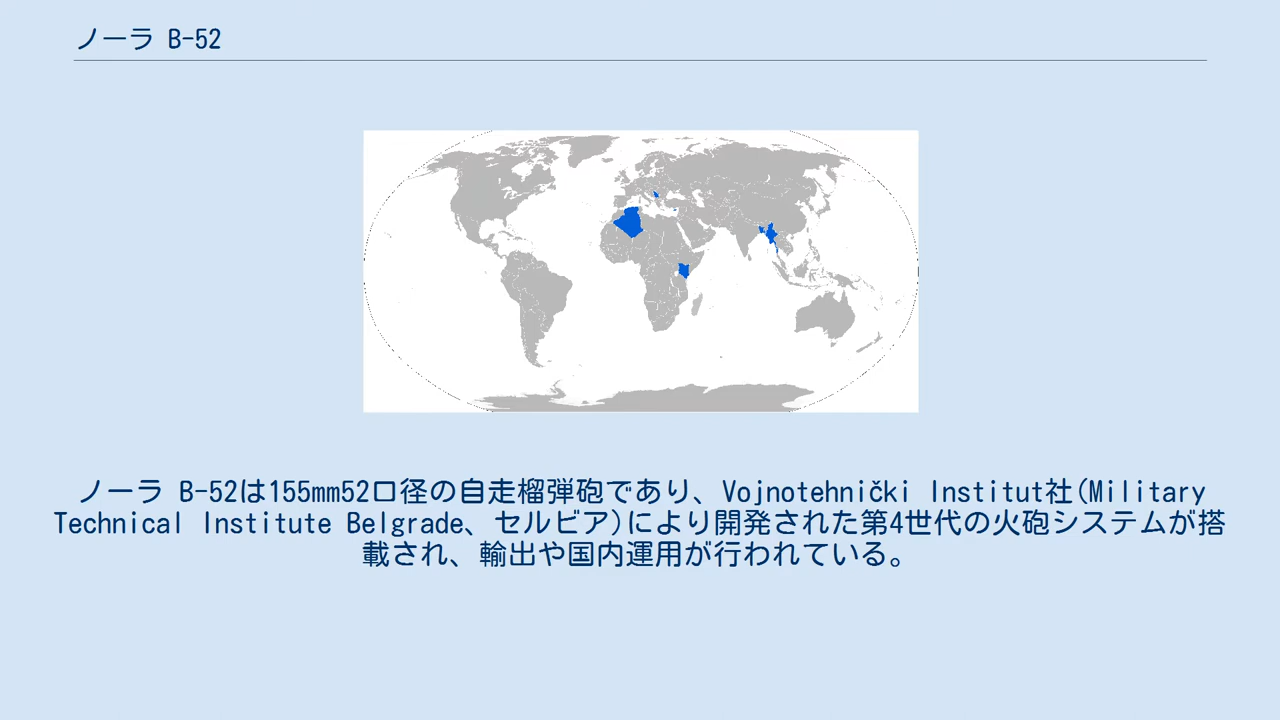 ノーラ B-52
ノーラ B-52は155mm52口径の自走榴弾砲であり、Vojnotehnički Institut社(Military
Technical Institute Belgrade、セルビア)により開発された第4世代の火砲システムが搭
載され、輸出や国内運用が行われている。